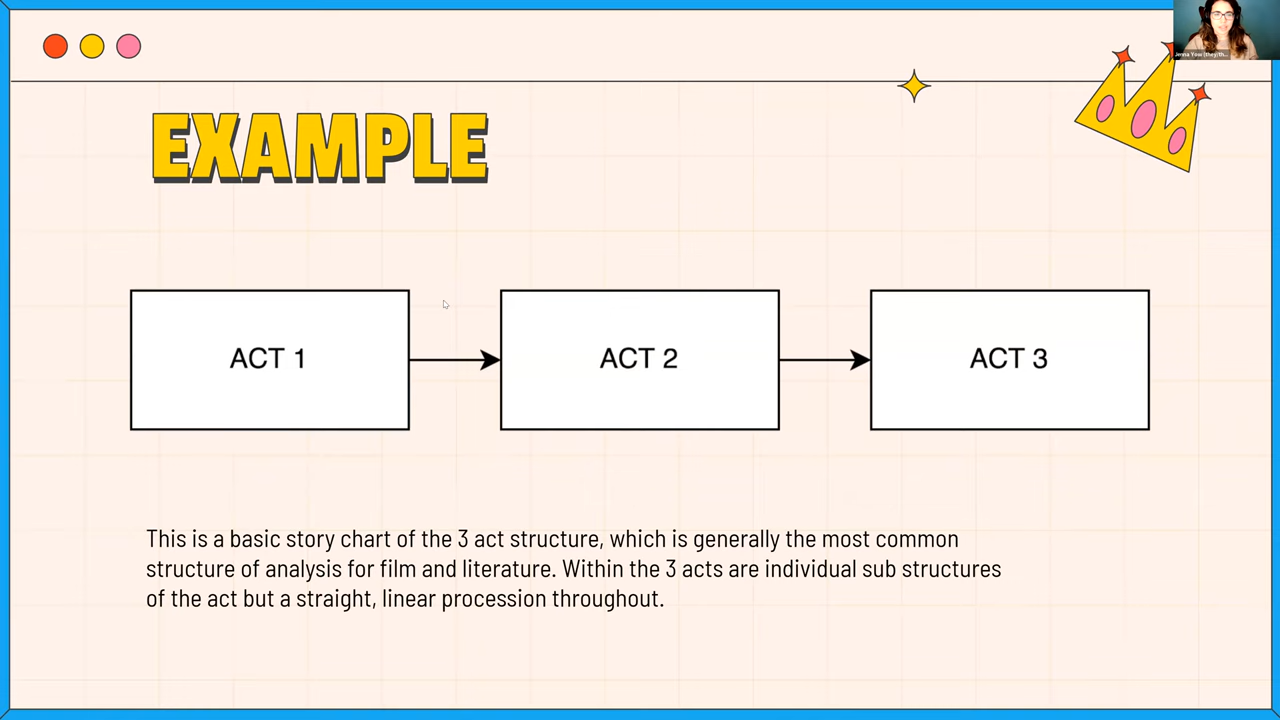 EXAMPLE
ACT 1
ACT 2
ACT 3
This is a basic story chart of the 3 act structure, which is generally the most common
structure of analysis for film and literature. Within the 3 acts are individual sub structures
of the act but a straight, linear procession throughout.